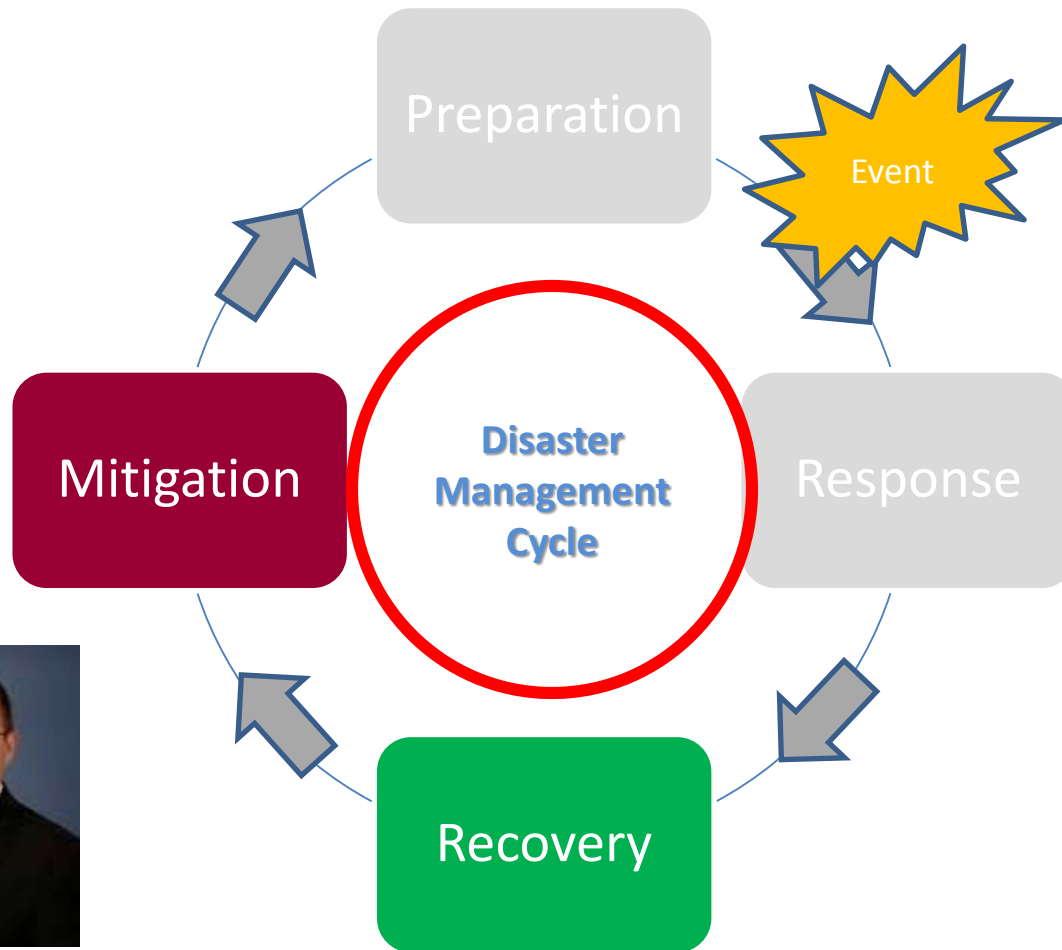 Preparation
Event
Mitigation
Disaster
Management
Cycle
Response
Recovery